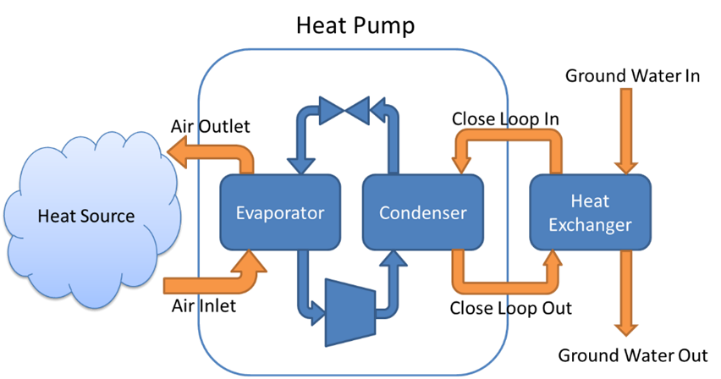 Heat Pump
Ground Water In
Close Loop In
Air Outlet
Heat Source
Evaporator
Condenser
Heat
Exchanger
Air Inlet
Close Loop Out
Ground Water Out